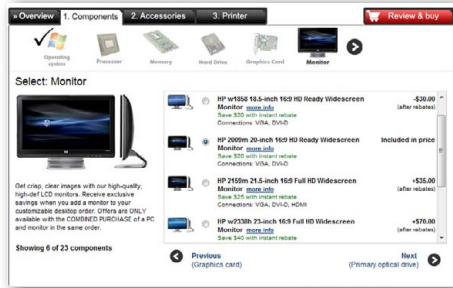 » Overview
1. Components
2. Accessories
3. Printer
Review & buy
Operating
system
Processor
Memory
Hard Drive
Graphics Card
Monitor
Select: Monitor
HP w1858 18.5-inch 16:9 HD Ready Widescreen
Monitor more info
Save $30 with instant rebate
Connections: VGA, DVI-D
-$30.00
(after rebates)
HP 2009m 20-inch 16:9 HD Ready Widescreen
Monitor more info
Save $20 with instant rebate
Connections: VGA, DVI-D
Included in price
HP 2159m 21.5-inch 16:9 Full HD Widescreen
Monitor more info
Save $25 with instant rebate
Connections: VGA, DVI-D, HDMI
+$35.00
(after rebates)
HP w2338h 23-inch 16:9 Full HD Widescreen
Monitor more info
Save $40 with instant rebate
+$70.00
(after rebates)
Get crisp, clear images with our high-quality,
high-def LCD monitors. Receive exclusive
savings when you add a monitor to your
customizable desktop order. Offers are ONLY
available with the COMBINED PURCHASE of a PC
and monitor in the same order.
Showing 6 of 23 components
Previous
(Graphics card)
Next
(Primary optical drive)